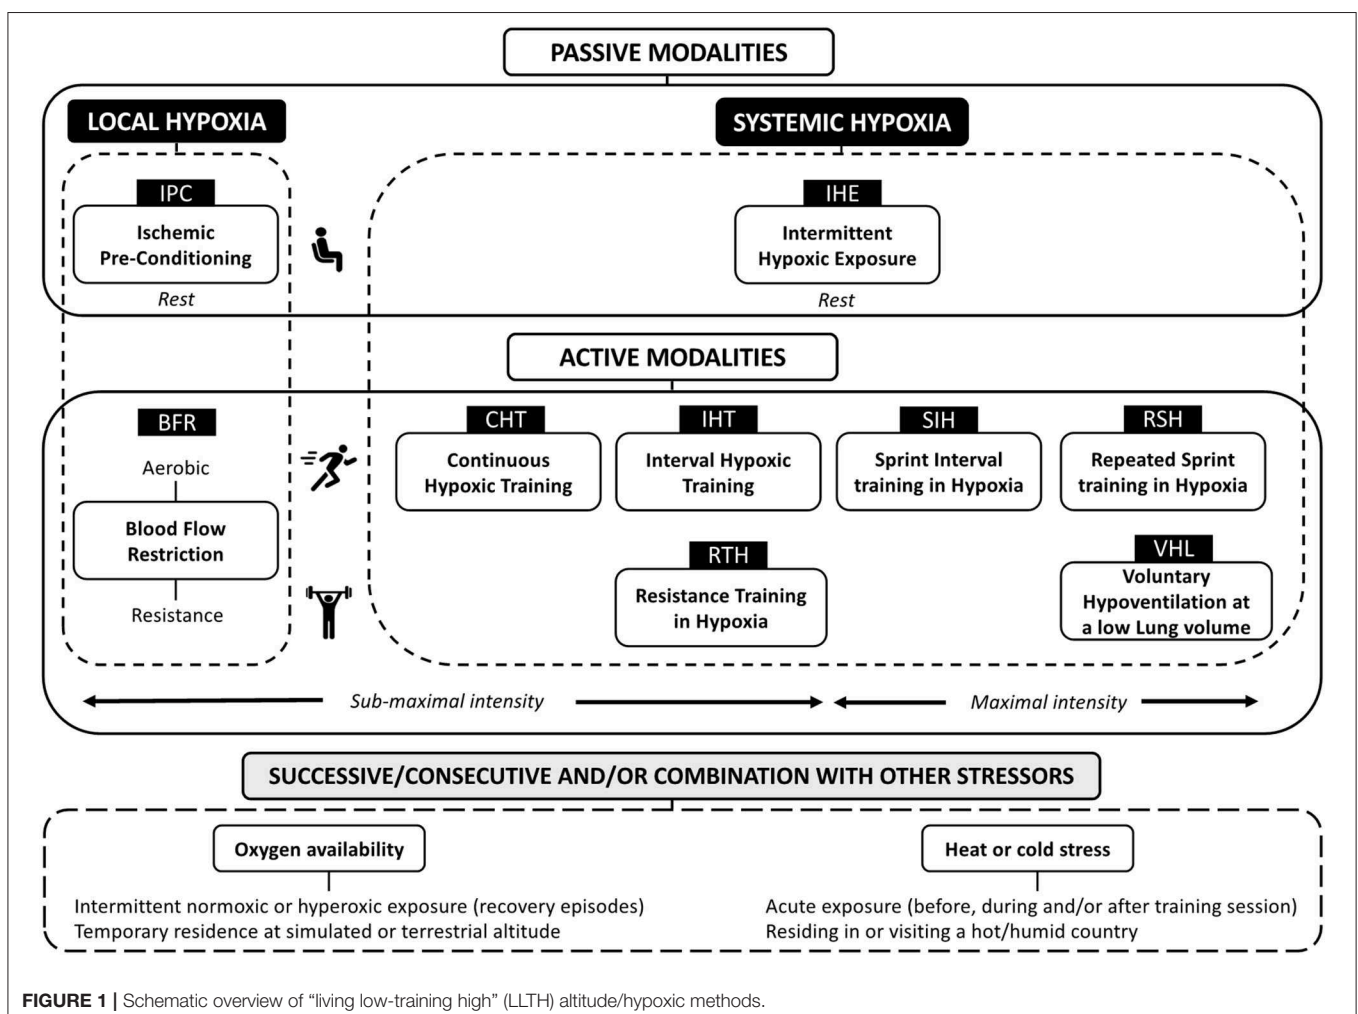 PASSIVE MODALITIES
LOCAL HYPOXIA
SYSTEMIC HYPOXIA
IPC
Ischemic
Pre-Conditioning
Rest
IHE
Intermittent
Hypoxic Exposure
Rest
ACTIVE MODALITIES
BFR
Aerobic
Blood Flow
Restriction
Resistance
CHT
Continuous
Hypoxic Training
IHT
Interval Hypoxic
Training
SIH
Sprint Interval
training in Hypoxia
RSH
Repeated Sprint
training in Hypoxia
RTH
Resistance Training
in Hypoxia
VHL
Voluntary
Hypoventilation at
a low Lung volume
Sub-maximal intensity
Maximal intensity
SUCCESSIVE/CONSECUTIVE AND/OR COMBINATION WITH OTHER STRESSORS
Oxygen availability
Intermittent normoxic or hyperoxic exposure (recovery episodes)
Temporary residence at simulated or terrestrial altitude
Heat or cold stress
Acute exposure (before, during and/or after training session)
Residing in or visiting a hot/humid country
FIGURE 1 | Schematic overview of “living low-training high” (LLTH) altitude/hypoxic methods.